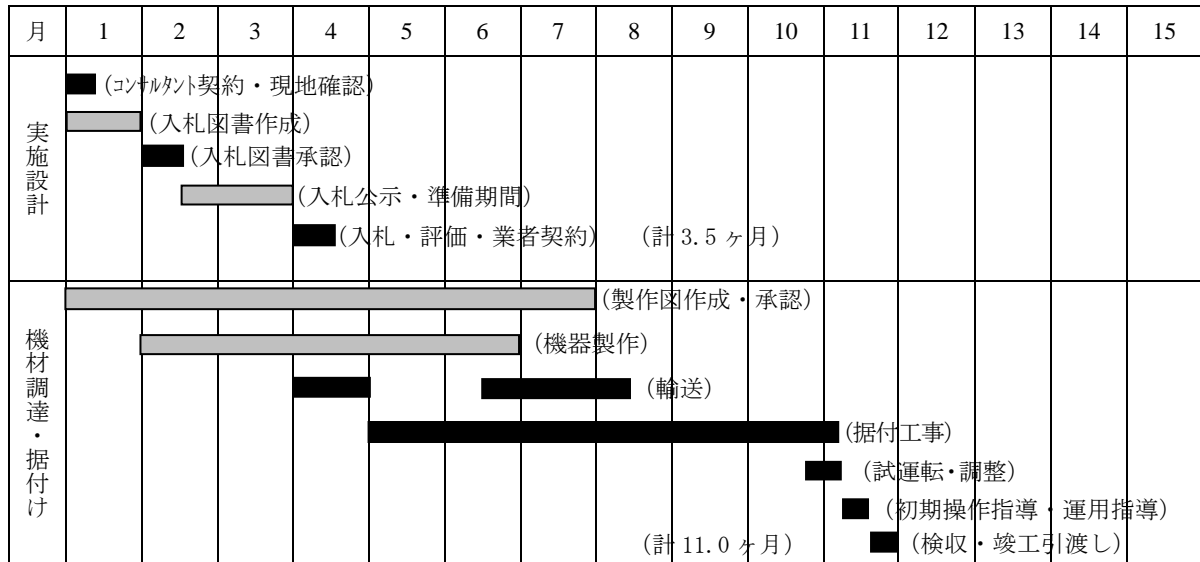 月 1 2 3 4 5 6 7 8 9 10 11 12 13 14 15
実施設計
(コンサルタント契約・現地確認)
(入札図書作成)
(入札図書承認)
(入札公示・準備期間)
(入札・評価・業者契約) (計 3.5 ヶ月)
機材調達・据付け
(製作図作成・承認)
(機器製作)
(輸送)
(据付工事)
(試運転・調整)
(初期操作指導・運用指導)
(計 11.0 ヶ月) (検収・竣工引渡し)